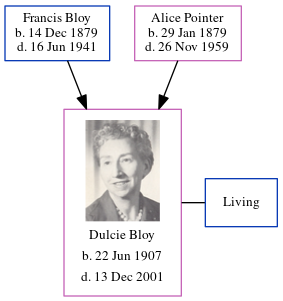 Francis Bloy
b. 14 Dec 1879
d. 16 Jun 1941
Alice Pointer
b. 29 Jan 1879
d. 26 Nov 1959
Dulcie Bloy
b. 22 Jun 1907
d. 13 Dec 2001
Living